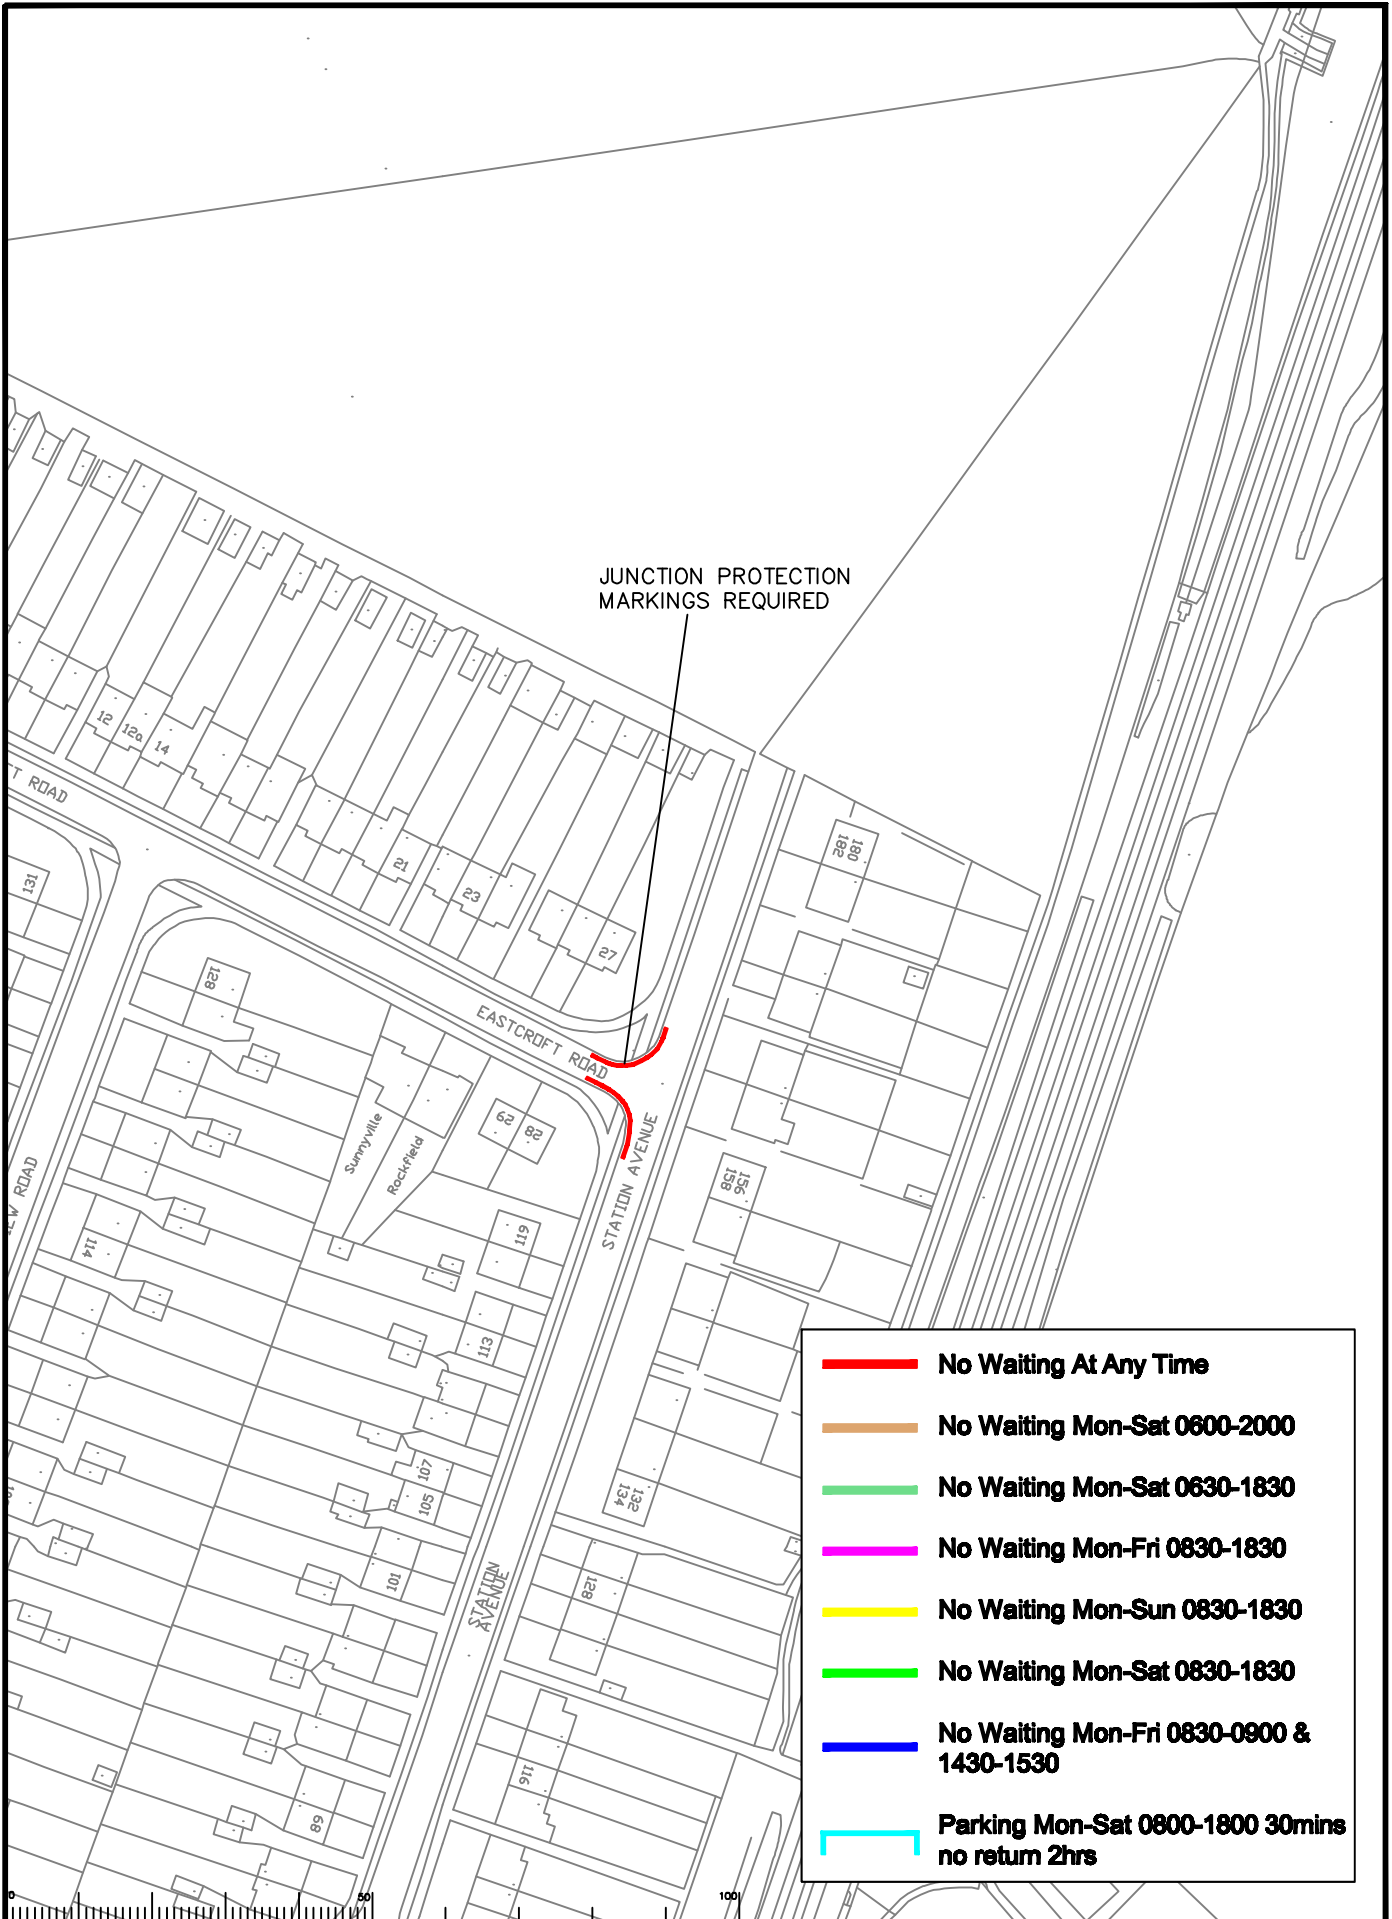 JUNCTION PROTECTION
MARKINGS REQUIRED
12
12a
14
21
23
27
182
180
131
128
ROAD
EASTCROFT ROAD
STATION AVENUE
Sunnyville
Rockfield
29
28
158
156
119
114
113
ROAD
107
105
101
134
132
128
STATION
AVENUE
116
89
No Waiting At Any Time
No Waiting Mon-Sat 0600-2000
No Waiting Mon-Sat 0630-1830
No Waiting Mon-Fri 0830-1830
No Waiting Mon-Sun 0830-1830
No Waiting Mon-Sat 0830-1830
No Waiting Mon-Fri 0830-0900 &
1430-1530
Parking Mon-Sat 0800-1800 30mins
no return 2hrs
0
50
100